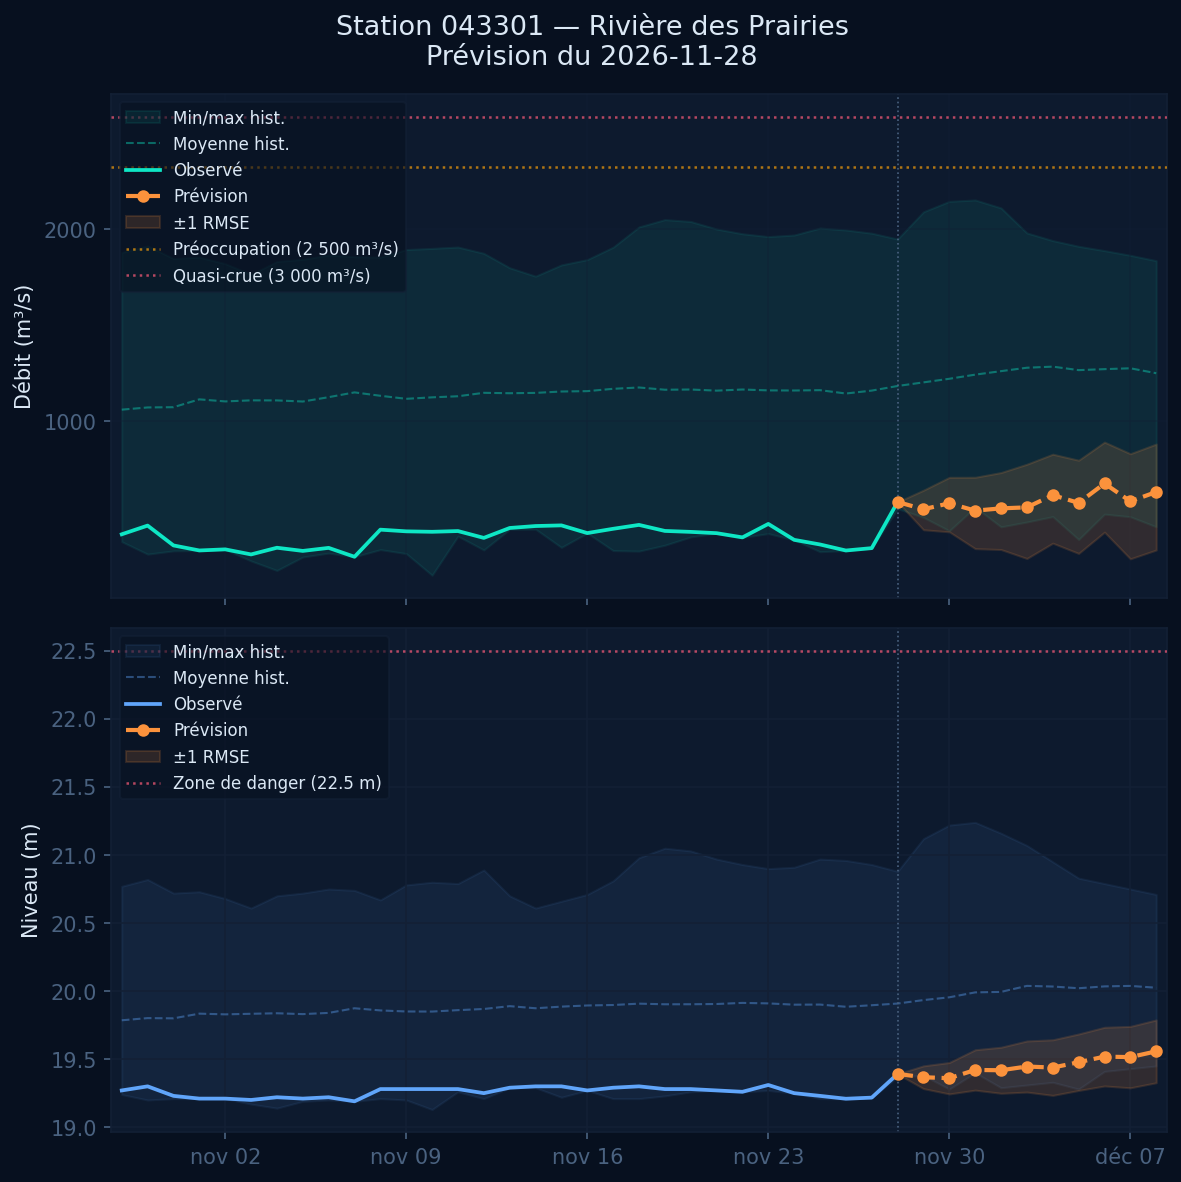 Station 043301 — Rivière des Prairies
Prévision du 2026-11-28
Min/max hist.
Moyenne hist.
Observé
Prévision
±1 RMSE
Préoccupation (2 500 m³/s)
Quasi-crue (3 000 m³/s)
Débit (m³/s)
2000
1000
Min/max hist.
Moyenne hist.
Observé
Prévision
±1 RMSE
Zone de danger (22.5 m)
Niveau (m)
22.5
22.0
21.5
21.0
20.5
20.0
19.5
19.0
nov 02
nov 09
nov 16
nov 23
nov 30
déc 07